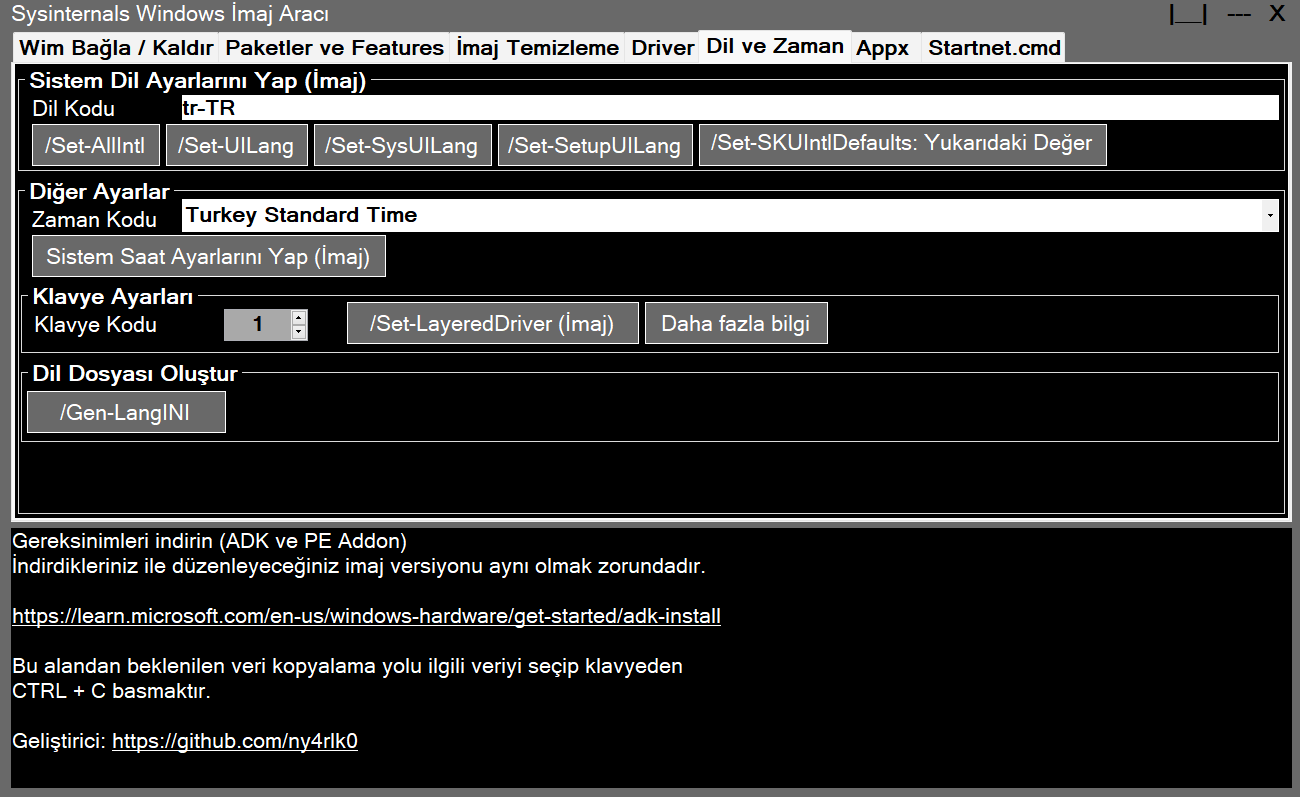 Sysinternals Windows İmaj Aracı
|__| --- X
Wim Bağla / Kaldır Paketler ve Features İmaj Temizleme Driver Dil ve Zaman Appx Startnet.cmd
Sistem Dil Ayarlarını Yap (İmaj)
Dil Kodu tr-TR
/Set-AllIntl /Set-UILang /Set-SysUILang /Set-SetupUILang /Set-SKUIntlDefaults: Yukarıdaki Değer
Diğer Ayarlar
Zaman Kodu Turkey Standard Time
Sistem Saat Ayarlarını Yap (İmaj)
Klavye Ayarları
Klavye Kodu 1 /Set-LayeredDriver (İmaj) Daha fazla bilgi
Dil Dosyası Oluştur
/Gen-LangINI
Gereksinimleri indirin (ADK ve PE Addon)
İndirdikleriniz ile düzenleyeceğiniz imaj versiyonu aynı olmak zorundadır.
https://learn.microsoft.com/en-us/windows-hardware/get-started/adk-install
Bu alandan beklenilen veri kopyalama yolu ilgili veriyi seçip klavyeden
CTRL + C basmaktır.
Geliştirici: https://github.com/ny4rlk0